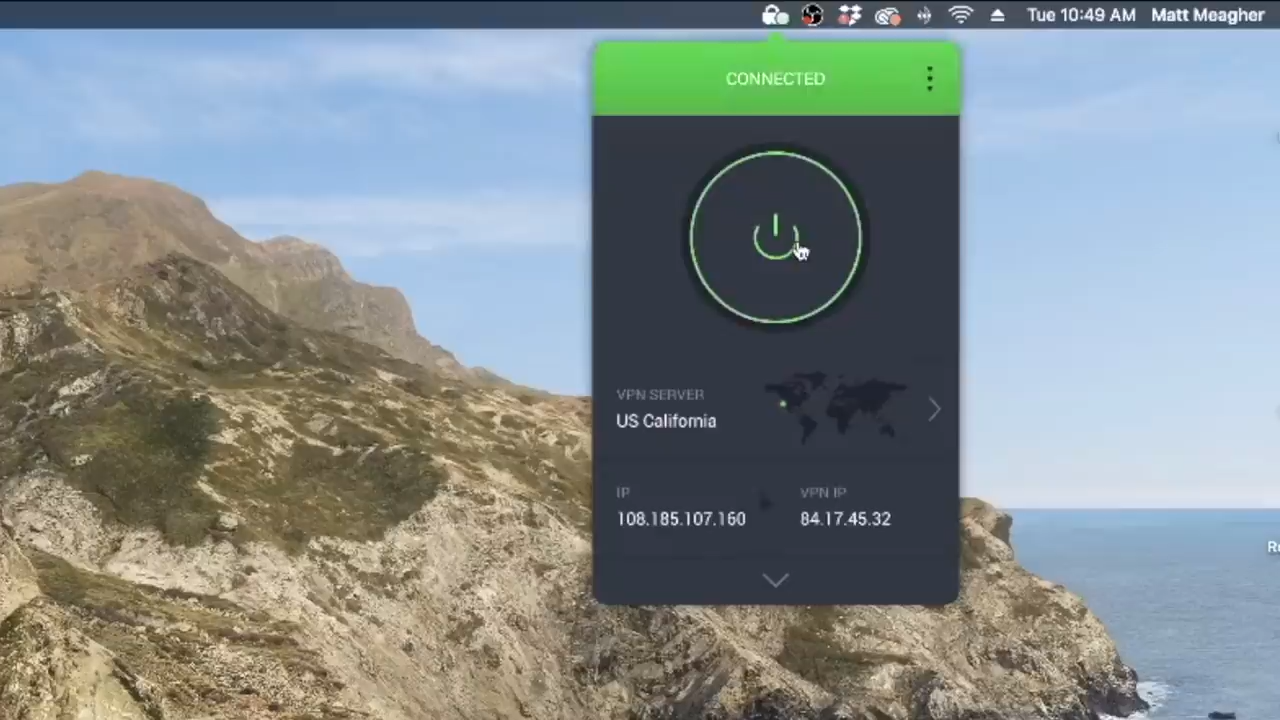 Tue 10:49 AM Matt Meagher
CONNECTED
VPN SERVER
US California
IP
108.185.107.160
VPN IP
84.17.45.32